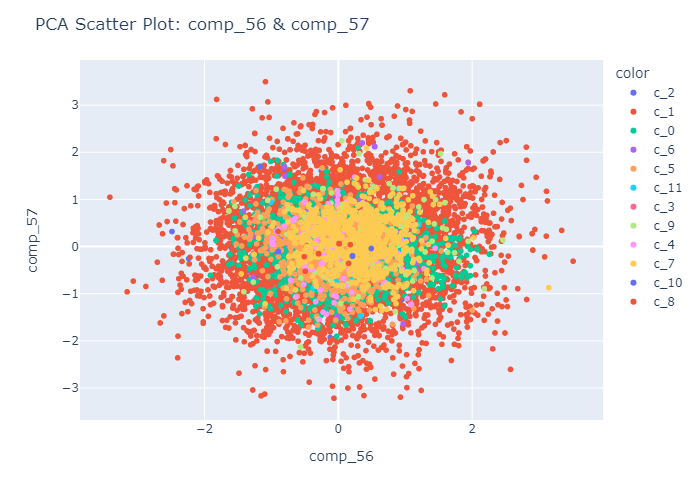 PCA Scatter Plot: comp_56 & comp_57
color
c_2
c_1
c_0
c_6
c_5
c_11
c_3
c_9
c_4
c_7
c_10
c_8
comp_57
3
2
1
0
−1
−2
−3
−2
0
2
comp_56